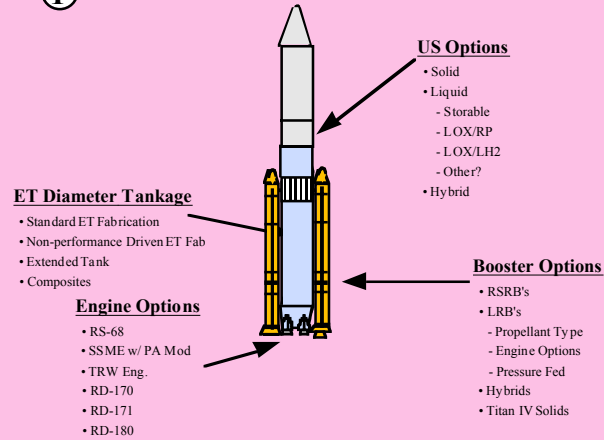 US Options
• Solid
• Liquid
- Storable
- LOX/RP
- LOX/LH2
- Other?
• Hybrid
ET Diameter Tankage
• Standard ET Fabrication
• Non-performance Driven ET Fab
• Extended Tank
• Composites
Engine Options
• RS-68
• SSME w/ PA Mod
• TRW Eng.
• RD-170
• RD-171
• RD-180
Booster Options
• RSRB's
• LRB's
- Propellant Type
- Engine Options
- Pressure Fed
• Hybrids
• Titan IV Solids